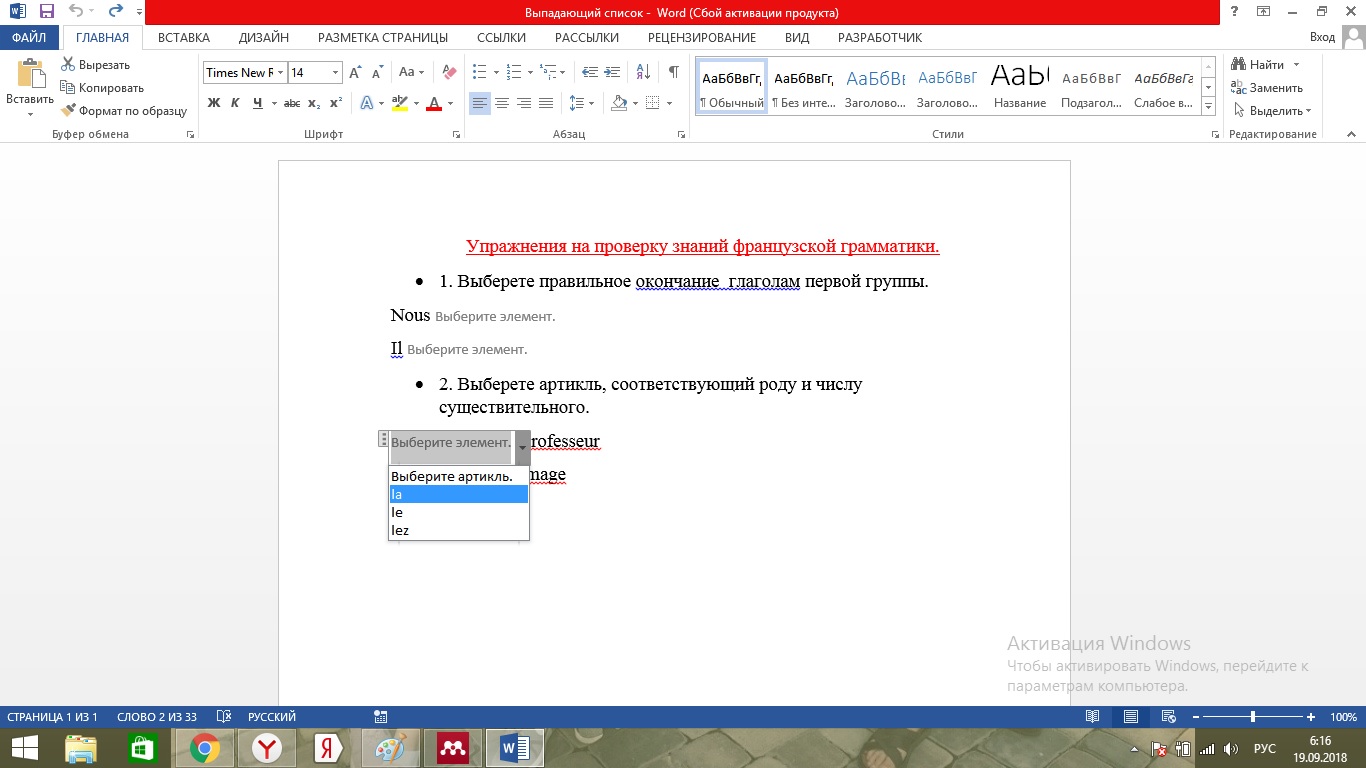 Выпадающий список - Word (Сбой активации продукта)
ФАЙЛ ГЛАВНАЯ ВСТАВКА ДИЗАЙН РАЗМЕТКА СТРАНИЦЫ ССЫЛКИ РАССЫЛКИ РЕЦЕНЗИРОВАНИЕ ВИД РАЗРАБОТЧИК Вход
Вставить
Вырезать
Копировать
Формат по образцу
Буфер обмена
Times New R 14 Aa
Ж К Ч abc x₂ x²
Шрифт
Абзац
АаБбВвГг, АаБбВвГг, АаБбВв АаБбВвГ АаБ АаБбВвГ АаБбВвГг
¶ Обычный ¶ Без инте... Заголово... Заголово... Название Подзагол... Слабое в...
Стили
Найти
Заменить
Выделить
Редактирование
Упражнения на проверку знаний французской грамматики.
• 1. Выберете правильное окончание глаголам первой группы.
Nous Выберите элемент.
Il Выберите элемент.
• 2. Выберете артикль, соответствующий роду и числу
существительного.
Выберите элемент. rofesseur
mage
Выберите артикль.
la
le
lez
Активация Windows
Чтобы активировать Windows, перейдите к
параметрам компьютера.
СТРАНИЦА 1 ИЗ 1 СЛОВО 2 ИЗ 33 РУССКИЙ 100%
РУС 6:16
19.09.2018